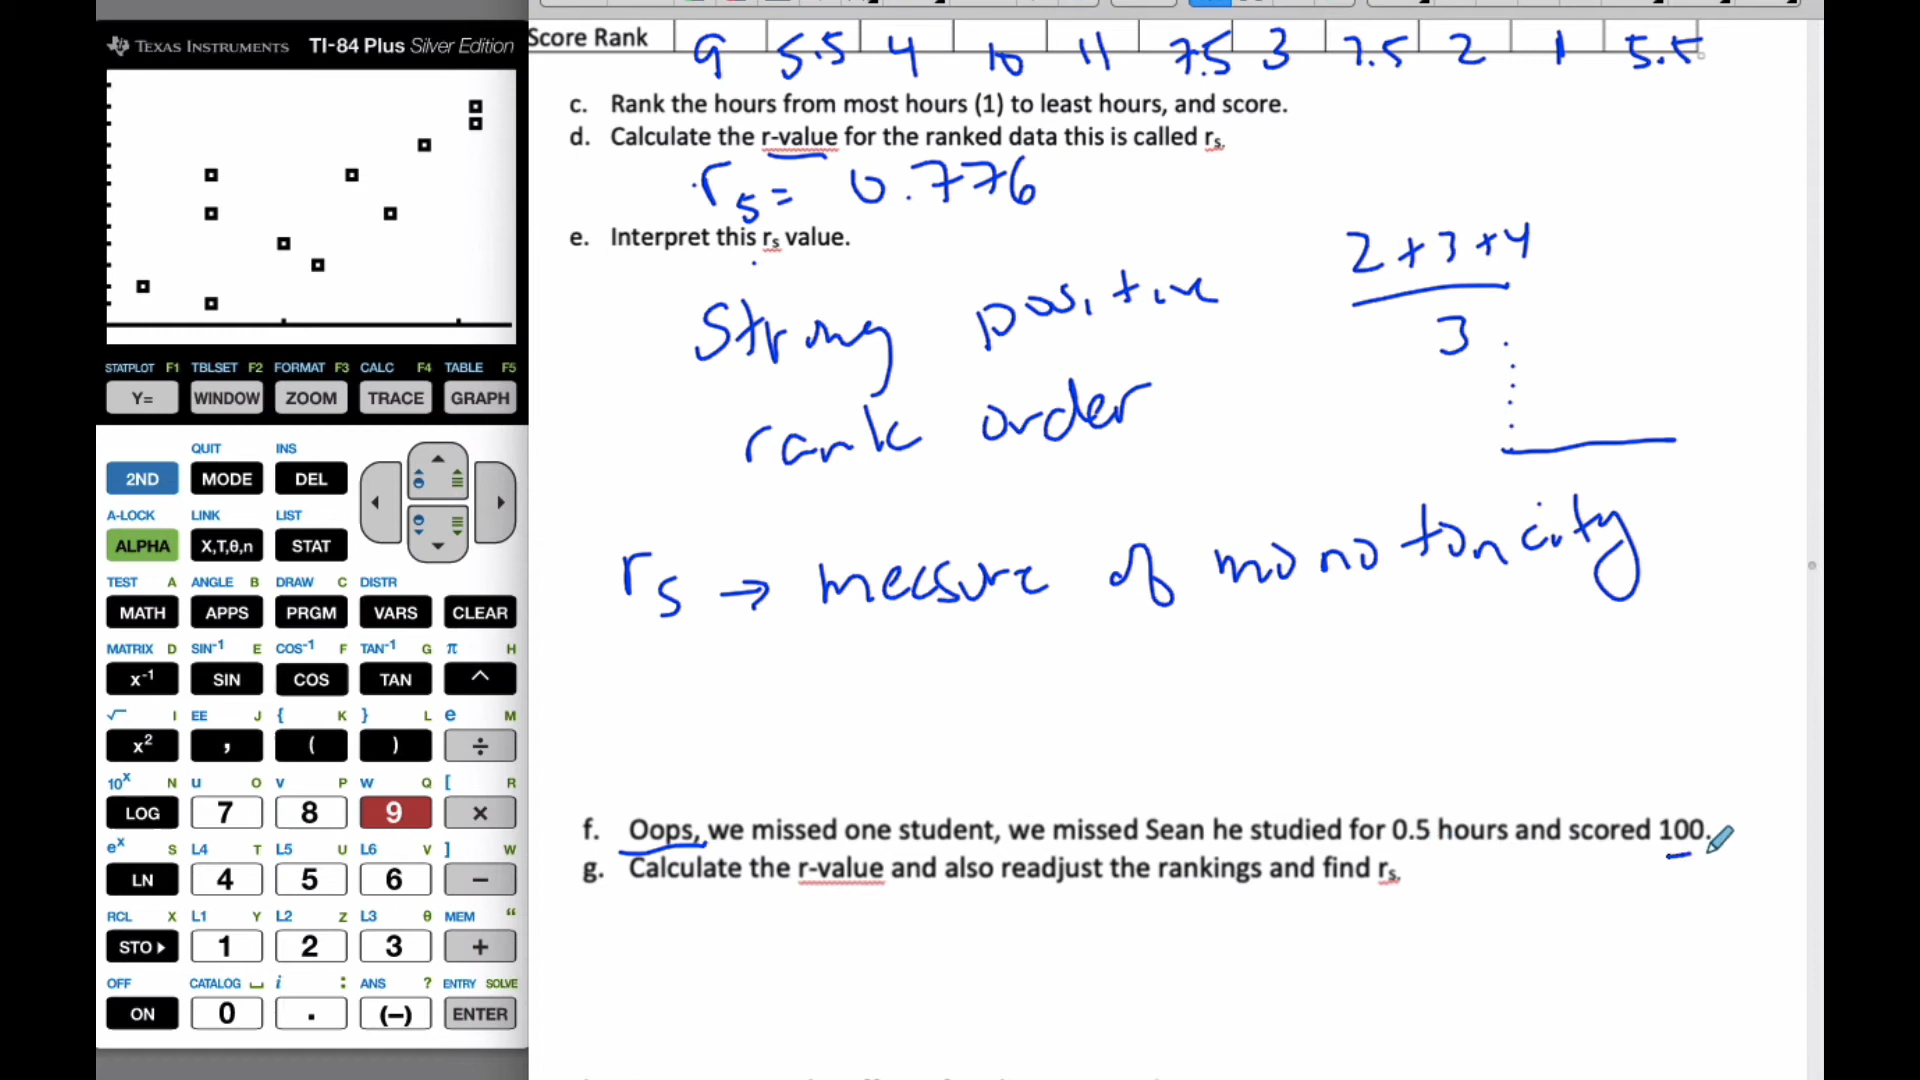 TEXAS INSTRUMENTS TI-84 Plus Silver Edition
STATPLOT F1 TBLSET F2 FORMAT F3 CALC F4 TABLE F5
Y= WINDOW ZOOM TRACE GRAPH
QUIT INS
2ND MODE DEL
A-LOCK LINK LIST
ALPHA X,T,θ,n STAT
TEST A ANGLE B DRAW C DISTR
MATH APPS PRGM VARS CLEAR
MATRIX D SIN⁻¹ E COS⁻¹ F TAN⁻¹ G π H
x⁻¹ SIN COS TAN ^
√ I EE J { K } L e M
x² , ( ) ÷
10ˣ N u O v P w Q [ R
LOG 7 8 9 ×
eˣ S L4 T L5 U L6 V ] W
LN 4 5 6 −
RCL X L1 Y L2 Z L3 θ MEM "
STO▶ 1 2 3 +
OFF CATALOG ⎵ i : ANS ? ENTRY SOLVE
ON 0 . (−) ENTER
Score Rank 9 5.5 4 10 11 7.5 3 7.5 2 1 5.5
c. Rank the hours from most hours (1) to least hours, and score.
d. Calculate the r-value for the ranked data this is called rₛ.
rₛ = 0.776
e. Interpret this rₛ value.
2+3+4
3
Strong positive
rank order
rₛ → measure of monotonicity
f. Oops, we missed one student, we missed Sean he studied for 0.5 hours and scored 100.
g. Calculate the r-value and also readjust the rankings and find rₛ.